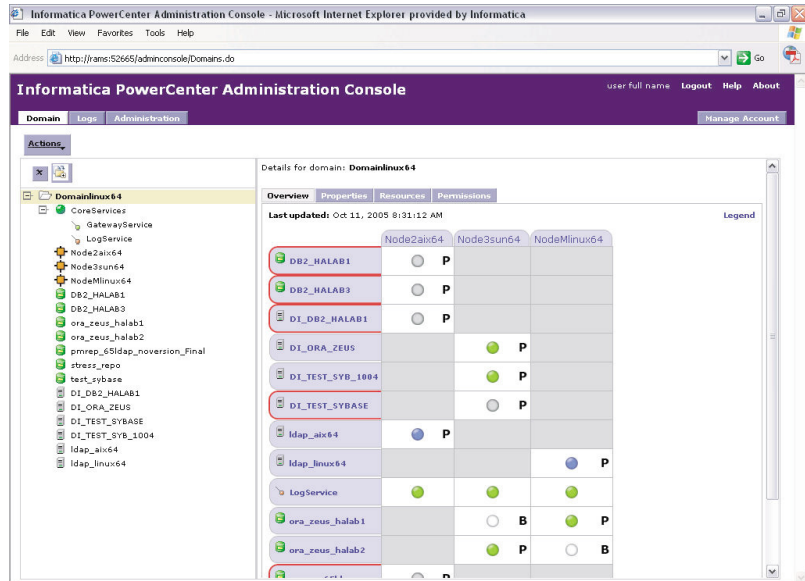 Informatica PowerCenter Administration Console - Microsoft Internet Explorer provided by Informatica
File Edit View Favorites Tools Help
Address http://rams:52665/adminconsole/Domains.do Go
Informatica PowerCenter Administration Console
user full name Logout Help About
Domain Logs Administration Manage Account
Actions
Domainlinux64
CoreServices
GatewayService
LogService
Node2aix64
Node3sun64
NodeMlinux64
DB2_HALAB1
DB2_HALAB3
ora_zeus_halab1
ora_zeus_halab2
pmrep_65ldap_noversion_Final
stress_repo
test_sybase
DI_DB2_HALAB1
DI_ORA_ZEUS
DI_TEST_SYBASE
DI_TEST_SYB_1004
ldap_aix64
ldap_linux64
Details for domain: Domainlinux64
Overview Properties Resources Permissions
Last updated: Oct 11, 2005 8:31:12 AM Legend
Node2aix64 Node3sun64 NodeMlinux64
DB2_HALAB1 P
DB2_HALAB3 P
DI_DB2_HALAB1 P
DI_ORA_ZEUS P
DI_TEST_SYB_1004 P
DI_TEST_SYBASE P
ldap_aix64 P
ldap_linux64 P
LogService
ora_zeus_halab1 B P
ora_zeus_halab2 P B